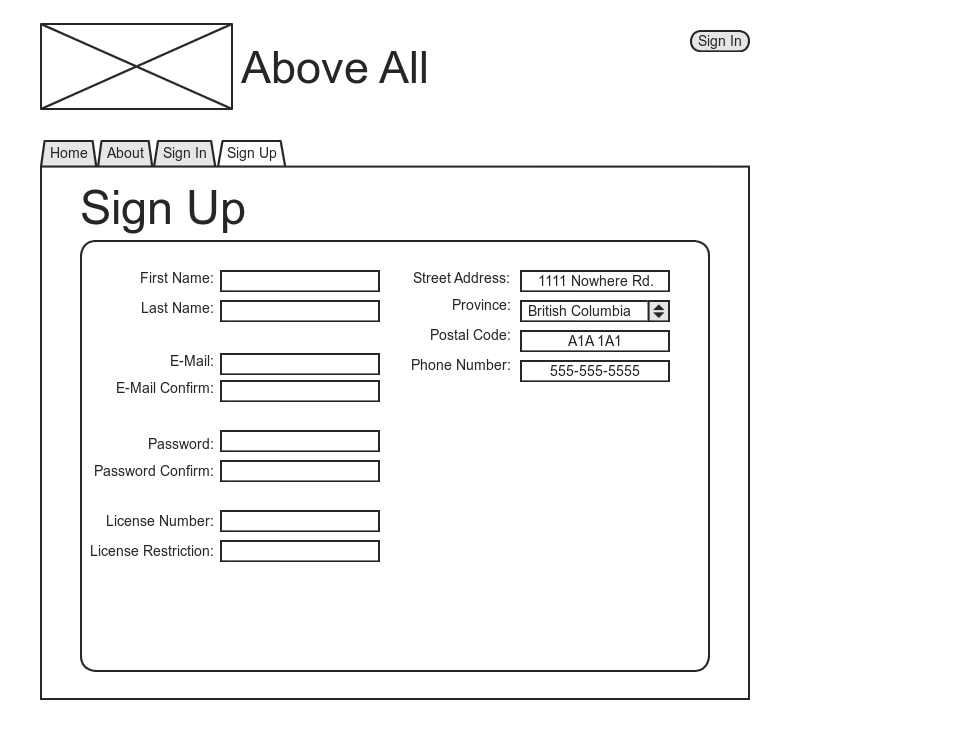 Above All
Sign In
Home About Sign In Sign Up
Sign Up
First Name:
Last Name:
E-Mail:
E-Mail Confirm:
Password:
Password Confirm:
License Number:
License Restriction:
Street Address: 1111 Nowhere Rd.
Province: British Columbia
Postal Code: A1A 1A1
Phone Number: 555-555-5555